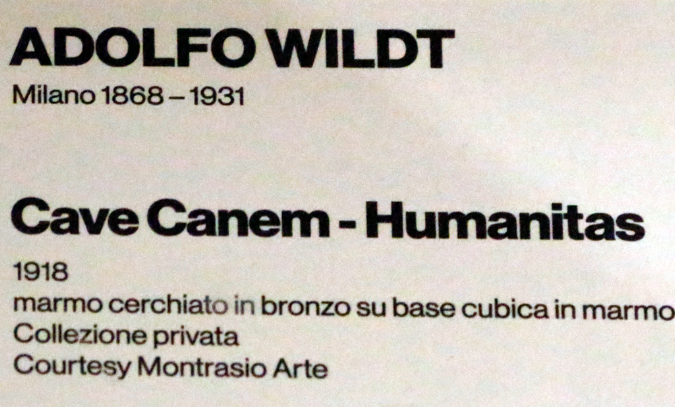 ADOLFO WILDT
Milano 1868 – 1931
Cave Canem - Humanitas
1918
marmo cerchiato in bronzo su base cubica in marmo
Collezione privata
Courtesy Montrasio Arte